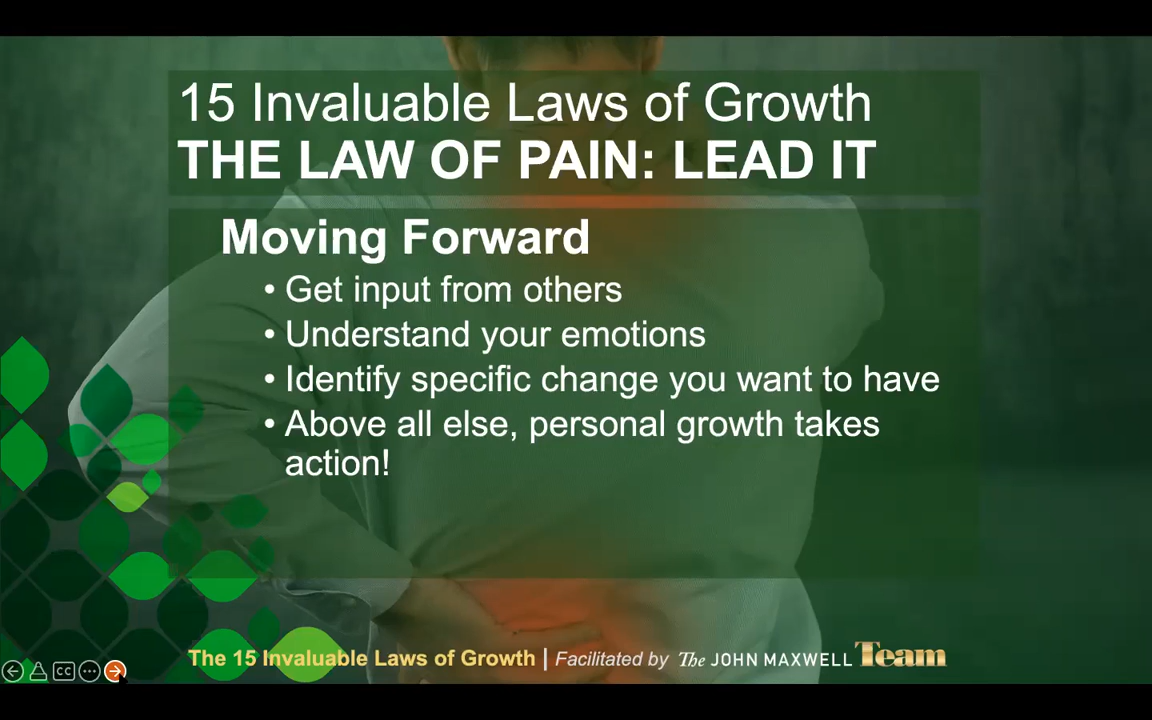 15 Invaluable Laws of Growth
THE LAW OF PAIN: LEAD IT
Moving Forward
• Get input from others
• Understand your emotions
• Identify specific change you want to have
• Above all else, personal growth takes
action!
The 15 Invaluable Laws of Growth | Facilitated by The JOHN MAXWELL Team
CC